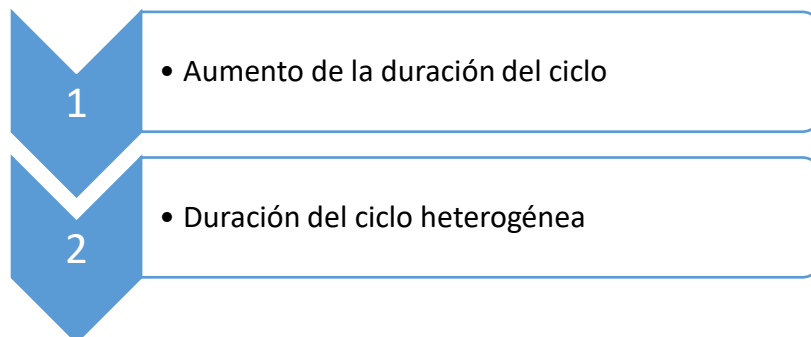 1
• Aumento de la duración del ciclo
2
• Duración del ciclo heterogénea